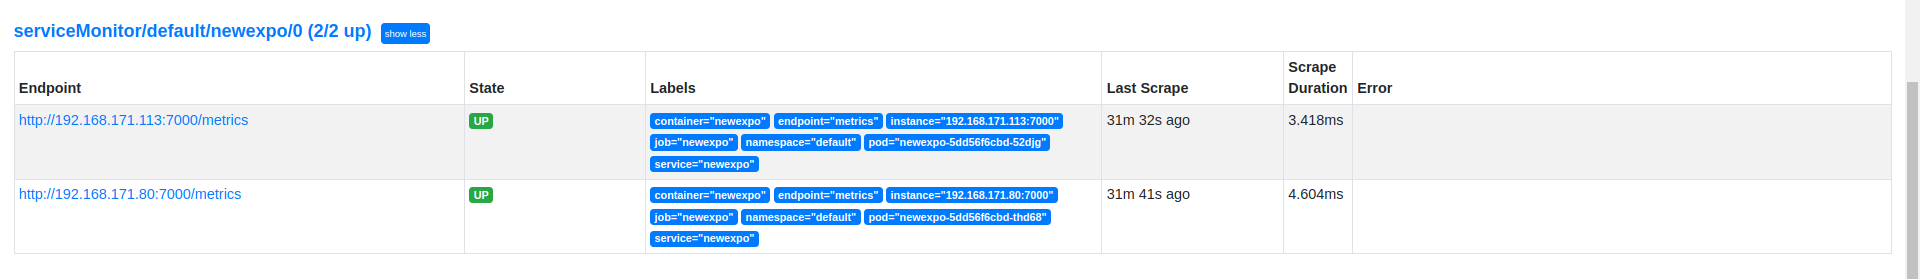 serviceMonitor/default/newexpo/0 (2/2 up) show less
Endpoint State Labels Last Scrape Scrape Duration Error
http://192.168.171.113:7000/metrics UP container="newexpo" endpoint="metrics" instance="192.168.171.113:7000" 31m 32s ago 3.418ms
job="newexpo" namespace="default" pod="newexpo-5dd56f6cbd-52djg"
service="newexpo"
http://192.168.171.80:7000/metrics UP container="newexpo" endpoint="metrics" instance="192.168.171.80:7000" 31m 41s ago 4.604ms
job="newexpo" namespace="default" pod="newexpo-5dd56f6cbd-thd68"
service="newexpo"